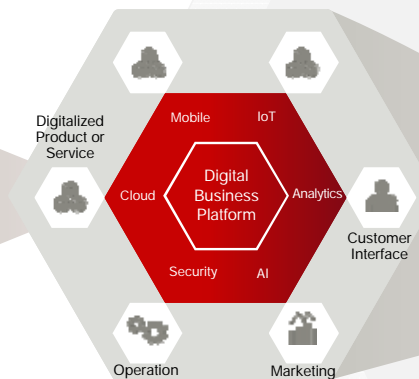 Mobile
IoT
Digitalized
Product or
Service
Digital
Business
Platform
Cloud
Analytics
Customer
Interface
Security
AI
Operation
Marketing